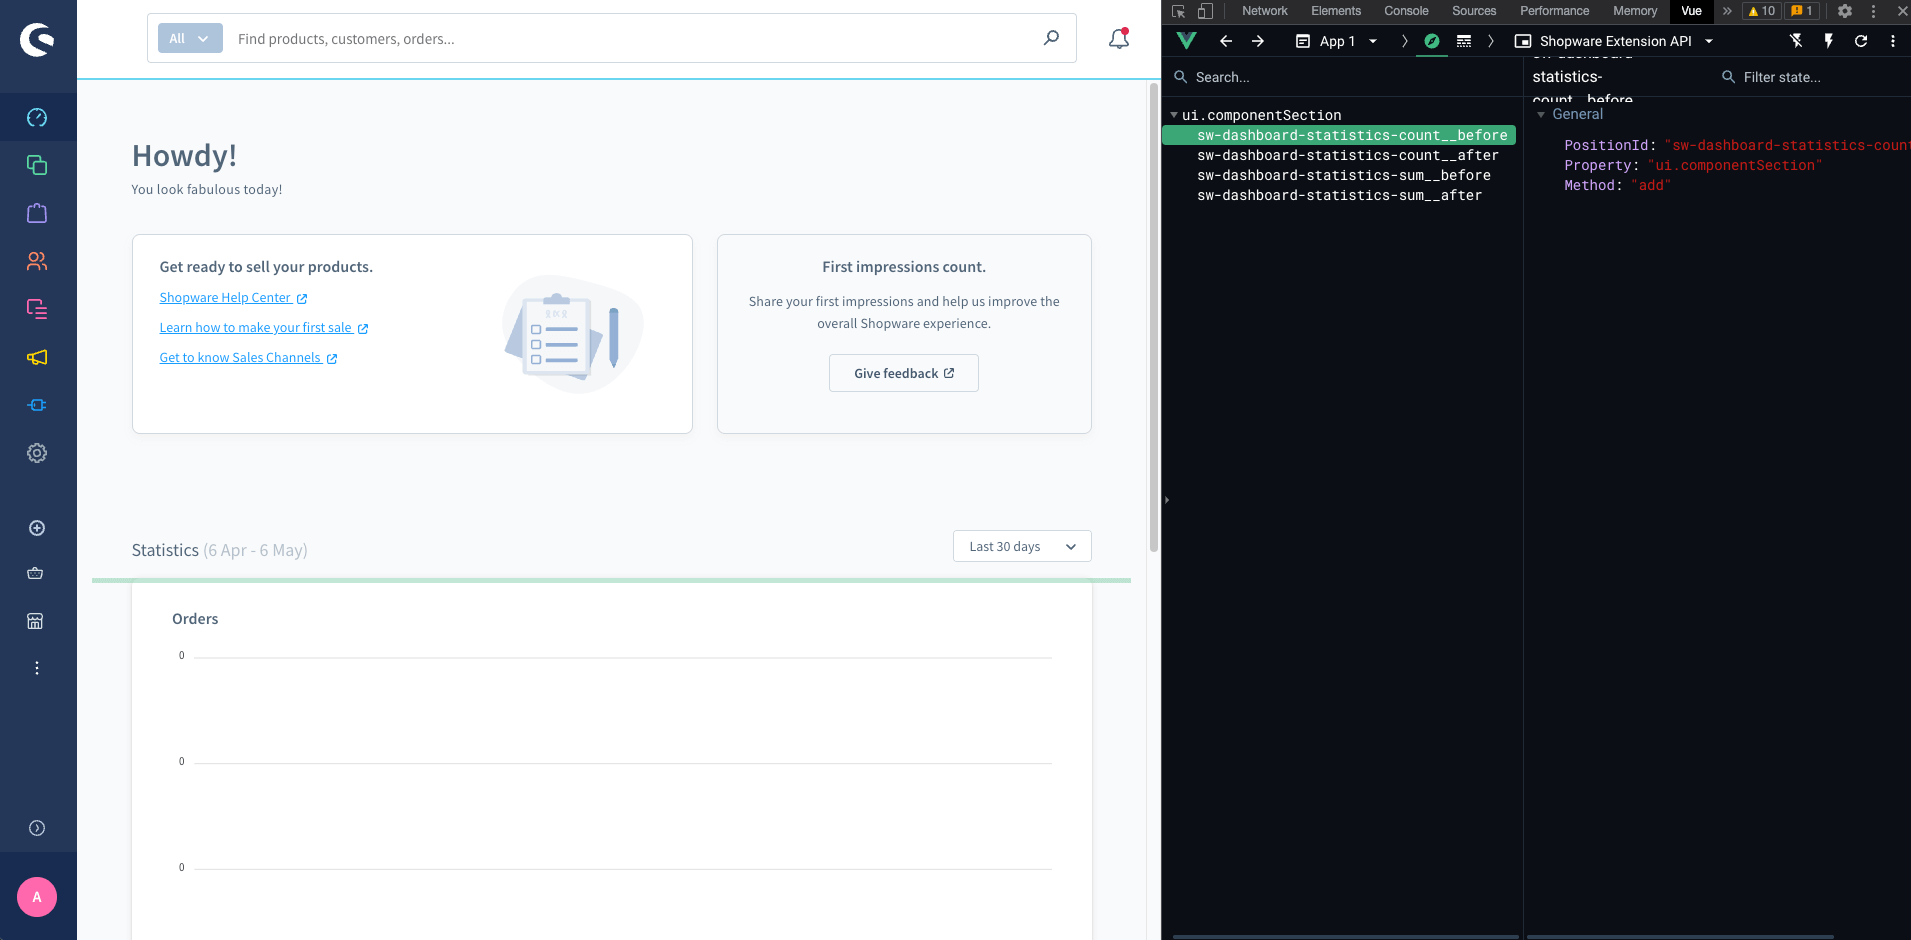 All
Find products, customers, orders...
Howdy!
You look fabulous today!
Get ready to sell your products.
Shopware Help Center
Learn how to make your first sale
Get to know Sales Channels
First impressions count.
Share your first impressions and help us improve the
overall Shopware experience.
Give feedback
Statistics (6 Apr - 6 May)
Last 30 days
Orders
0
0
0
A
Network Elements Console Sources Performance Memory Vue 10 1
App 1 Shopware Extension API
Search...
ui.componentSection
sw-dashboard-statistics-count__before
sw-dashboard-statistics-count__after
sw-dashboard-statistics-sum__before
sw-dashboard-statistics-sum__after
sw-dashboard-
statistics-
count__before
Filter state...
General
PositionId: "sw-dashboard-statistics-count
Property: "ui.componentSection"
Method: "add"